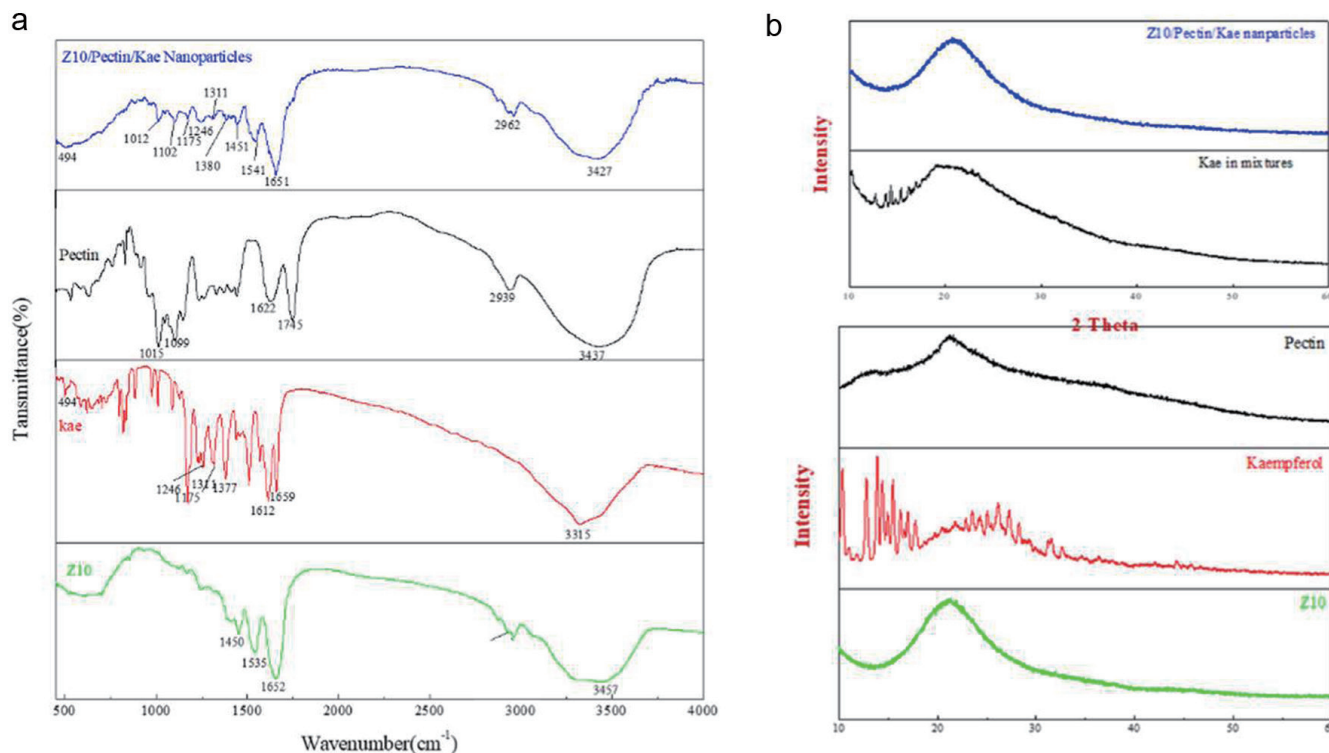 a
Z10/Pectin/Kae Nanoparticles
1311
1012
1246
2962
1102
1175
1451
494
1380
1541
3427
1651
Pectin
1622
2939
1745
1099
1015
3437
494
kae
1246
1311
1175
1377
1659
1612
3315
Z10
1450
1535
1652
3457
500 1000 1500 2000 2500 3000 3500 4000
Wavenumber(cm-1)
Tansmittance(%)
b
Z10/Pectin/Kae nanparticles
Kae in mixtures
Intensity
10 20 30 40 50 60
2 Theta
Pectin
Kaempferol
Intensity
Z10
10 20 30 40 50 60